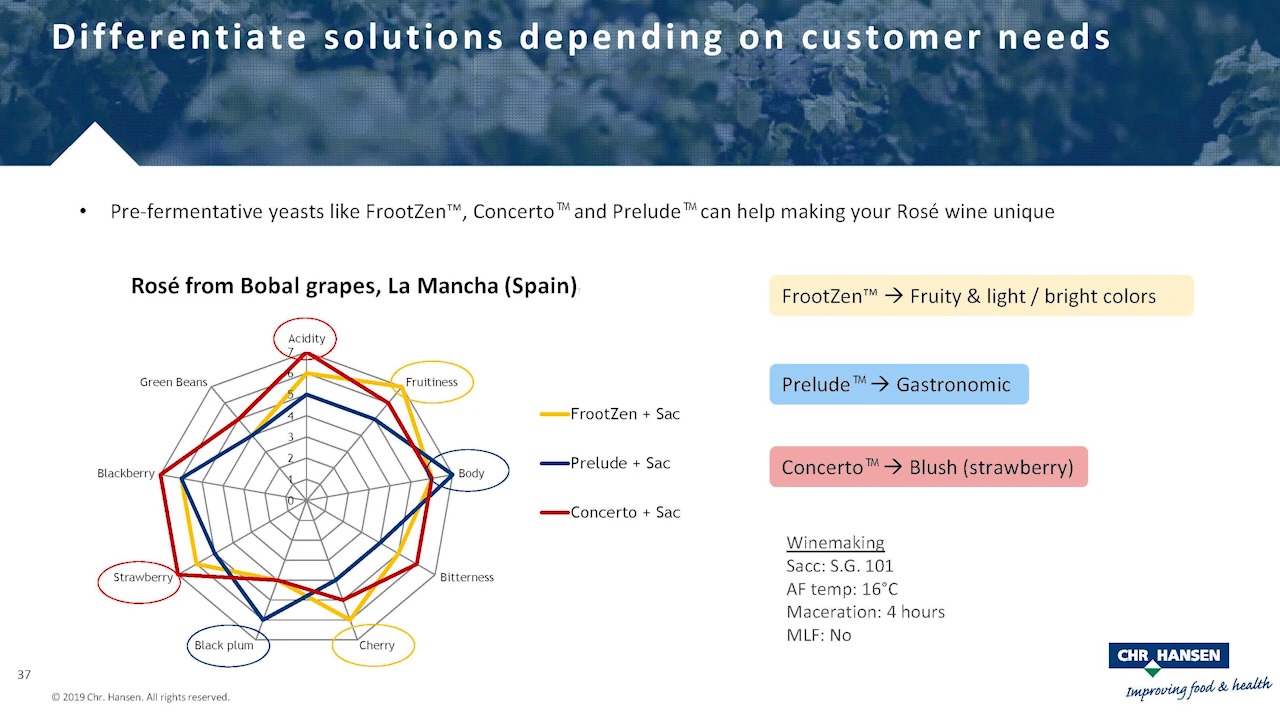 Differentiate solutions depending on customer needs
• Pre-fermentative yeasts like FrootZen™, Concerto™ and Prelude™ can help making your Rosé wine unique
Rosé from Bobal grapes, La Mancha (Spain)
Acidity
Fruitiness
Body
Bitterness
Cherry
Black plum
Strawberry
Blackberry
Green Beans
7
6
5
4
3
2
1
0
FrootZen + Sac
Prelude + Sac
Concerto + Sac
FrootZen™ → Fruity & light / bright colors
Prelude™ → Gastronomic
Concerto™ → Blush (strawberry)
Winemaking
Sacc: S.G. 101
AF temp: 16°C
Maceration: 4 hours
MLF: No
37
© 2019 Chr. Hansen. All rights reserved.
CHR HANSEN
Improving food & health